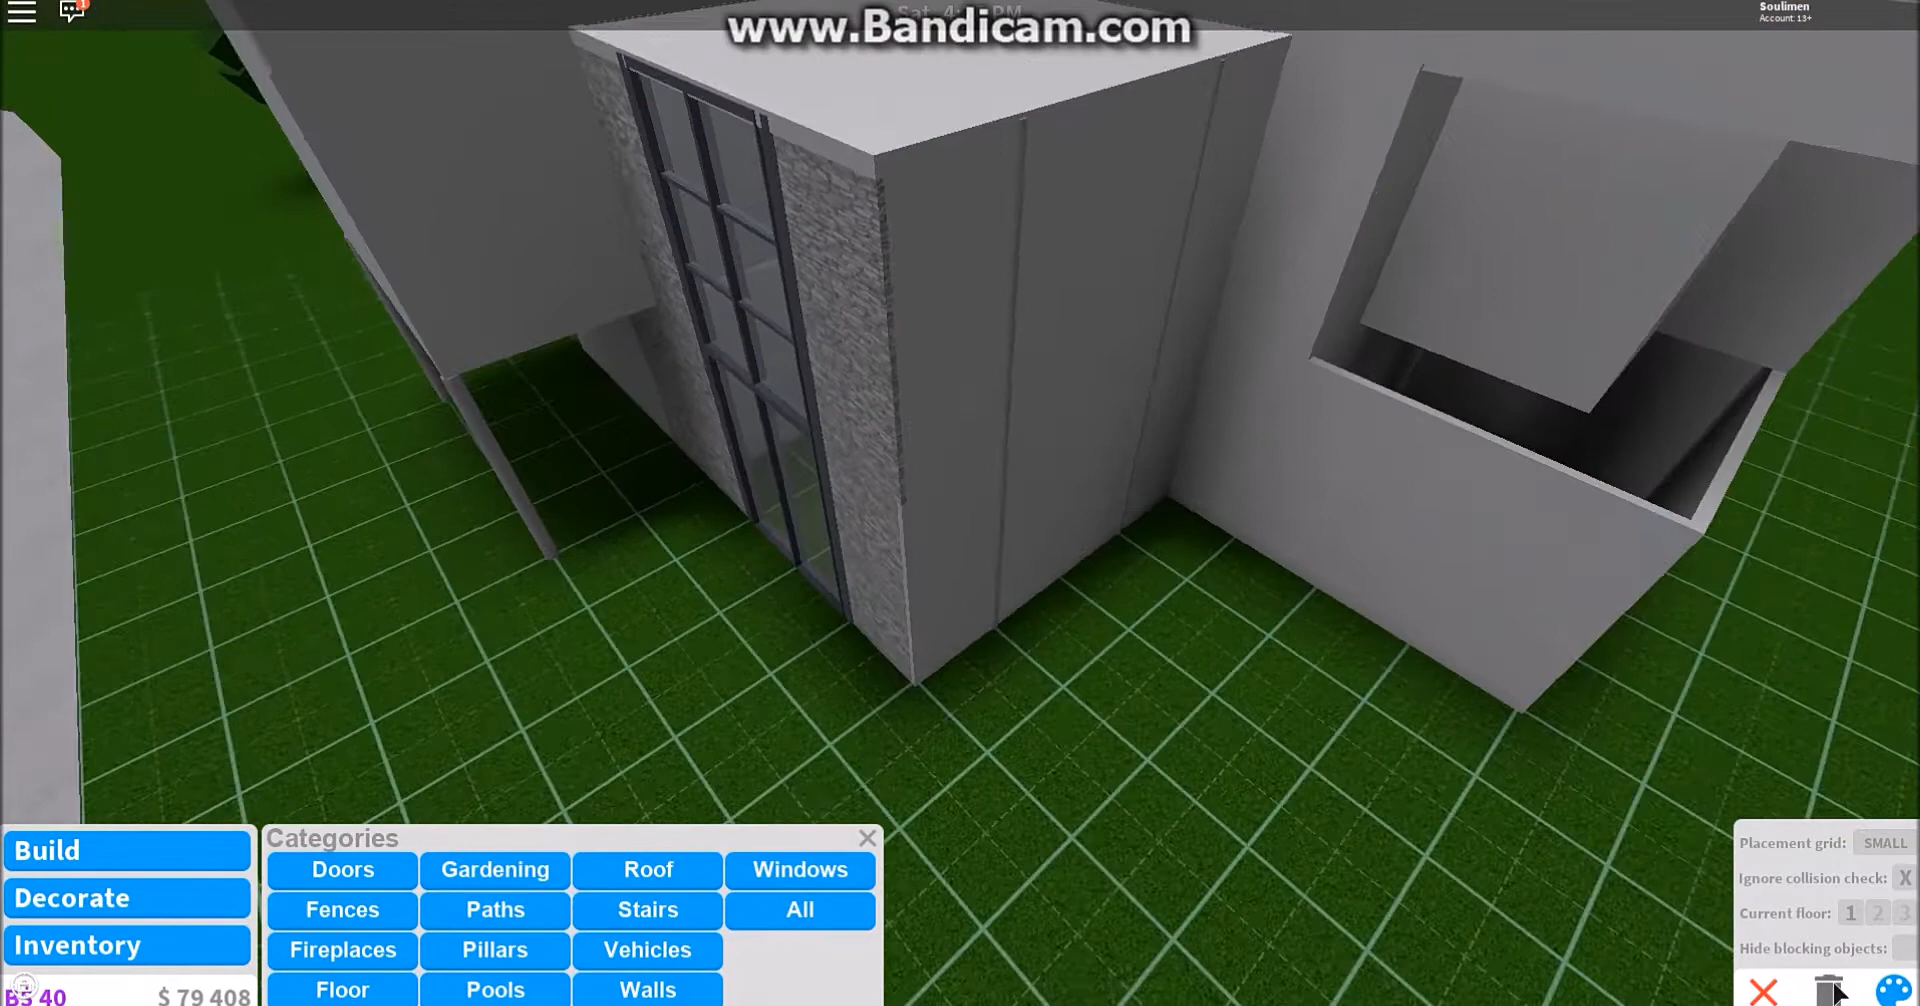 www.Bandicam.com
1
Soulimen
Account: 13+
Build
Decorate
Inventory
B$ 40
$ 79 408
Categories
Doors Gardening Roof Windows
Fences Paths Stairs All
Fireplaces Pillars Vehicles
Floor Pools Walls
Placement grid: SMALL
Ignore collision check: X
Current floor: 1 2 3
Hide blocking objects: